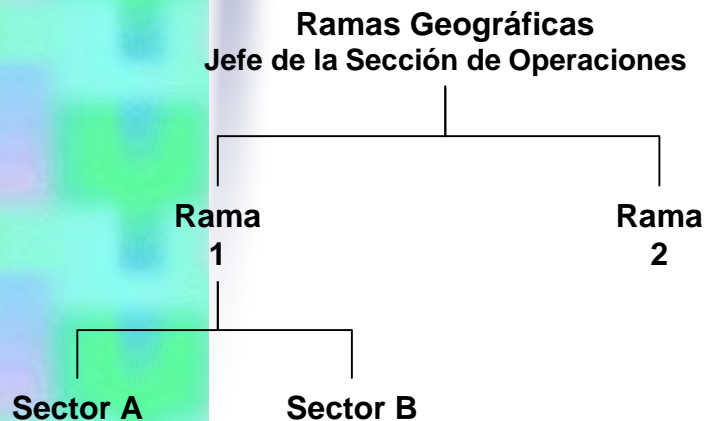 Ramas Geográficas
Jefe de la Sección de Operaciones
Rama
1
Rama
2
Sector A
Sector B